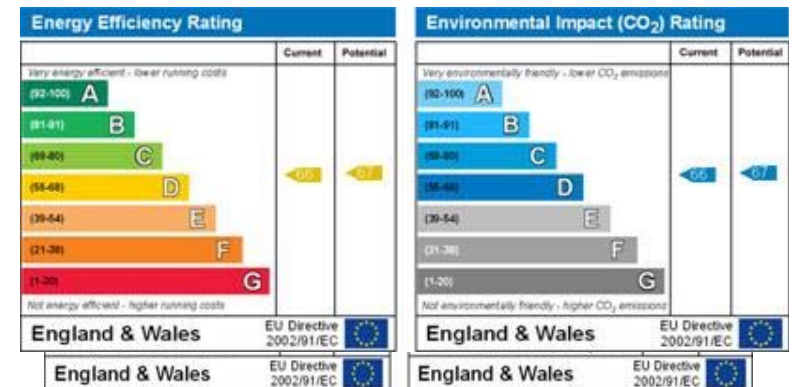 Energy Efficiency Rating
Current Potential
Very energy efficient - lower running costs
(92-100) A
(81-91) B
(69-80) C
(55-68) D
(39-54) E
(21-38) F
(1-20) G
66 67
Not energy efficient - higher running costs
England & Wales
EU Directive
2002/91/EC
England & Wales
EU Directive
2002/91/EC
Environmental Impact (CO2) Rating
Current Potential
Very environmentally friendly - lower CO2 emissions
(92-100) A
(81-91) B
(69-80) C
(55-68) D
(39-54) E
(21-38) F
(1-20) G
66 67
Not environmentally friendly - higher CO2 emissions
England & Wales
EU Directive
2002/91/EC
England & Wales
EU Directive
2002/91/EC